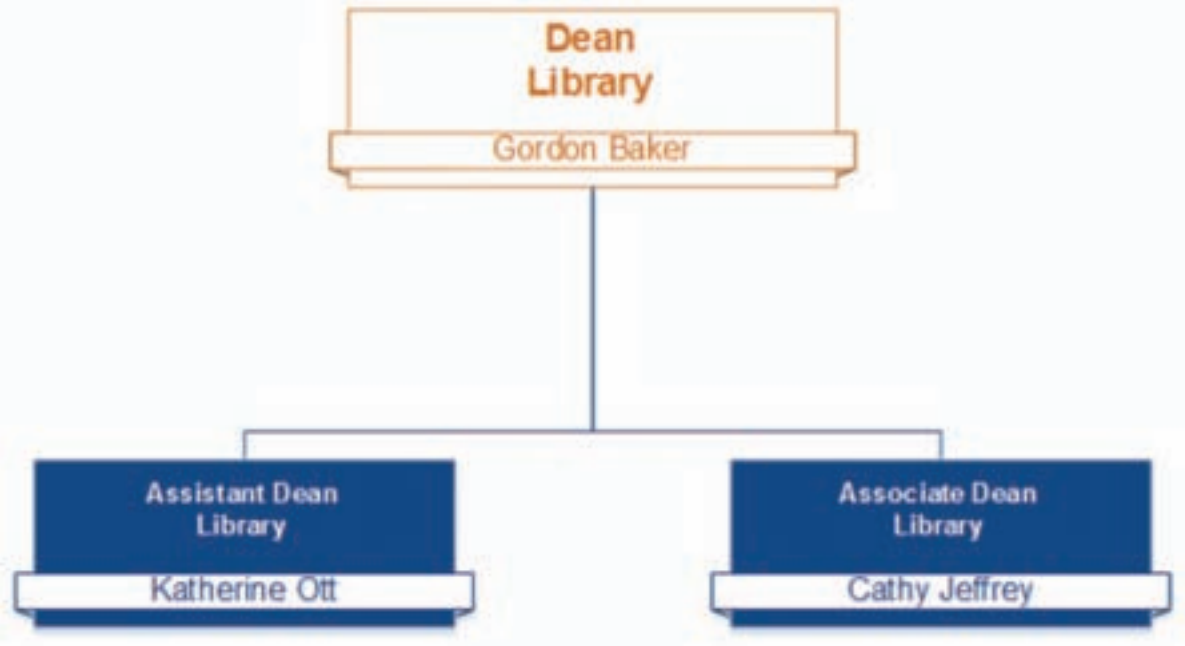 Dean
Library
Gordon Baker
Assistant Dean
Library
Katherine Ott
Associate Dean
Library
Cathy Jeffrey